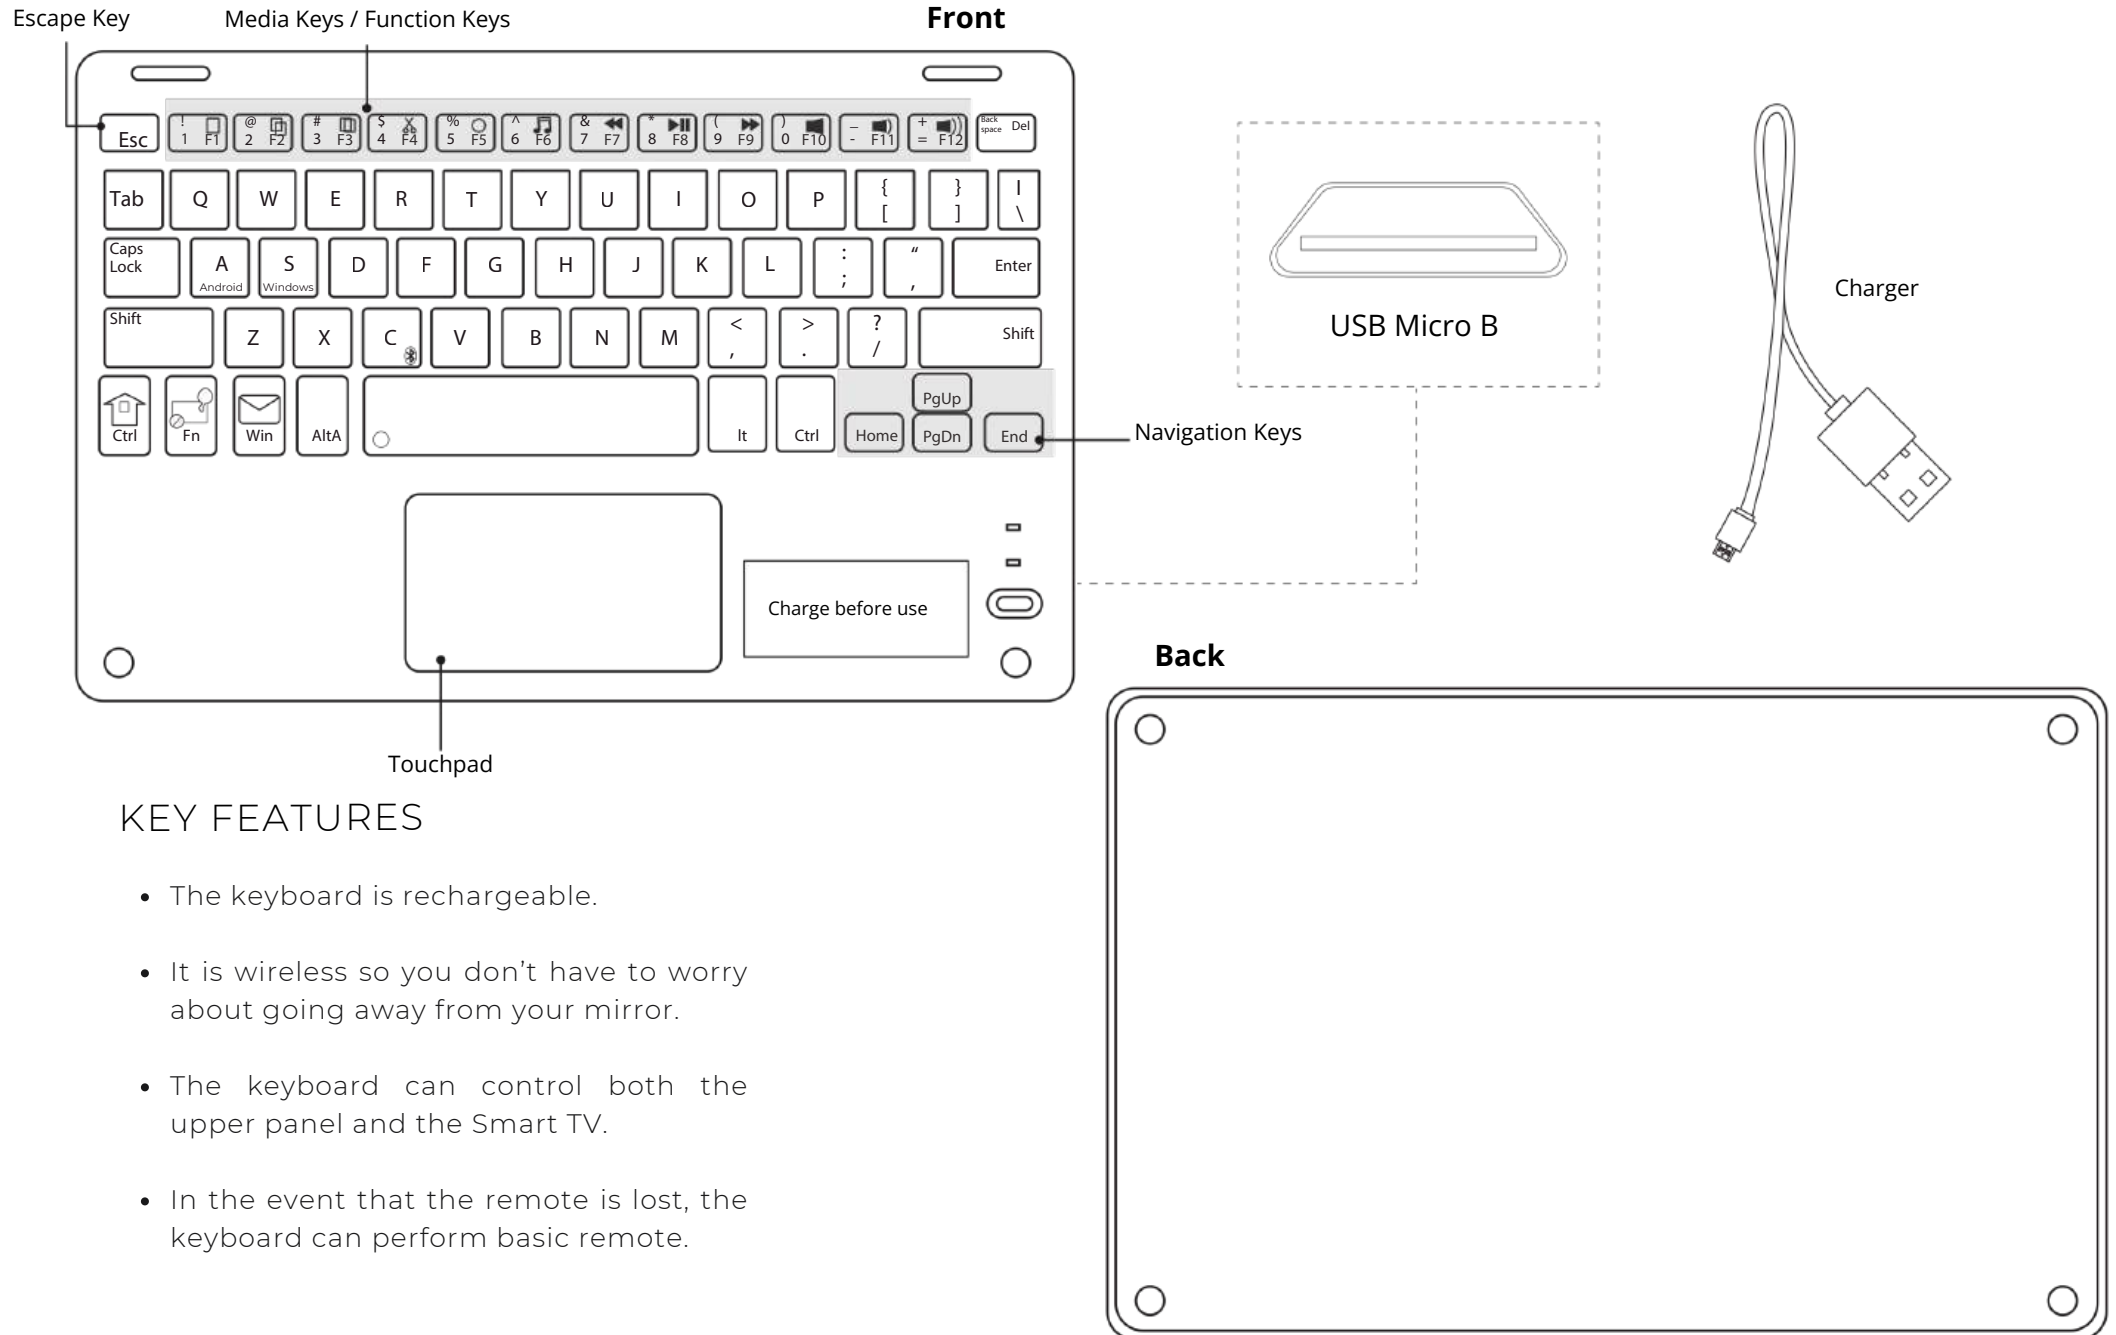 Escape Key
Media Keys / Function Keys
Front
Esc
! 1 F1
@ 2 F2
# 3 F3
$ 4 F4
% 5 F5
^ 6 F6
& 7 F7
* 8 F8
( 9 F9
) 0 F10
_ - F11
+ = F12
Back space Del
Tab Q W E R T Y U I O P { [ } ] | \
Caps Lock A Android S Windows D F G H J K L : ; “ , Enter
Shift Z X C V B N M < , > . ? / Shift
Ctrl Fn Win AltA lt Ctrl Home PgUp PgDn End
Navigation Keys
USB Micro B
Charger
Charge before use
Touchpad
Back
KEY FEATURES
• The keyboard is rechargeable.
• It is wireless so you don’t have to worry
about going away from your mirror.
• The keyboard can control both the
upper panel and the Smart TV.
• In the event that the remote is lost, the
keyboard can perform basic remote.